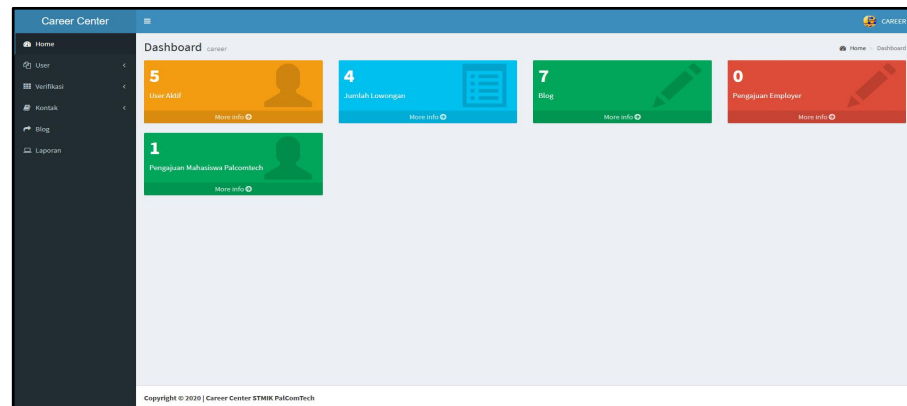 Career Center
CAREER
Home
User
Verifikasi
Kontak
Blog
Laporan
Dashboard career
Home > Dashboard
5
User Aktif
More info
4
Jumlah Lowongan
More info
7
Blog
More info
0
Pengajuan Employer
More info
1
Pengajuan Mahasiswa Palcomtech
More info
Copyright © 2020 | Career Center STMIK PalComTech